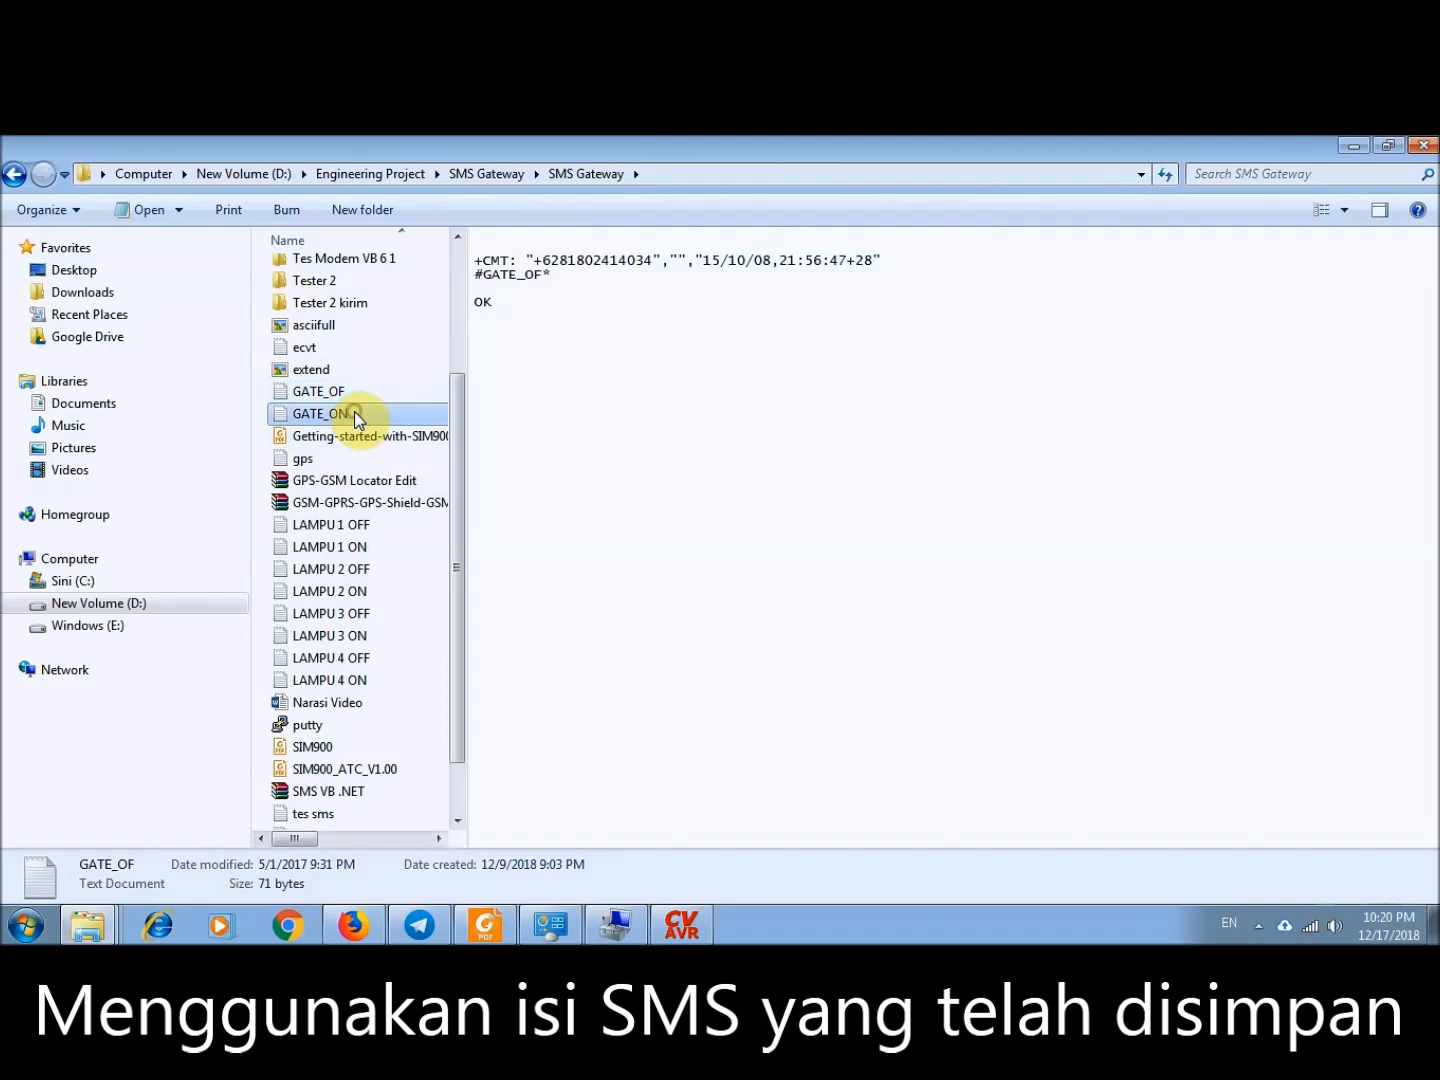 Computer
New Volume (D:)
Engineering Project
SMS Gateway
SMS Gateway
Search SMS Gateway
Organize
Open
Print
Burn
New folder
Favorites
Desktop
Downloads
Recent Places
Google Drive
Libraries
Documents
Music
Pictures
Videos
Homegroup
Computer
Sini (C:)
New Volume (D:)
Windows (E:)
Network
Name
Tes Modem VB 6 1
Tester 2
Tester 2 kirim
asciifull
ecvt
extend
GATE_OF
GATE_ON
Getting-started-with-SIM900
gps
GPS-GSM Locator Edit
GSM-GPRS-GPS-Shield-GSM
LAMPU 1 OFF
LAMPU 1 ON
LAMPU 2 OFF
LAMPU 2 ON
LAMPU 3 OFF
LAMPU 3 ON
LAMPU 4 OFF
LAMPU 4 ON
Narasi Video
putty
SIM900
SIM900_ATC_V1.00
SMS VB .NET
tes sms
+CMT: "+6281802414034","","15/10/08,21:56:47+28"
#GATE_OF*
OK
GATE_OF Date modified: 5/1/2017 9:31 PM Date created: 12/9/2018 9:03 PM
Text Document Size: 71 bytes
PDF
CV
AVR
EN
10:20 PM
12/17/2018
Menggunakan isi SMS yang telah disimpan